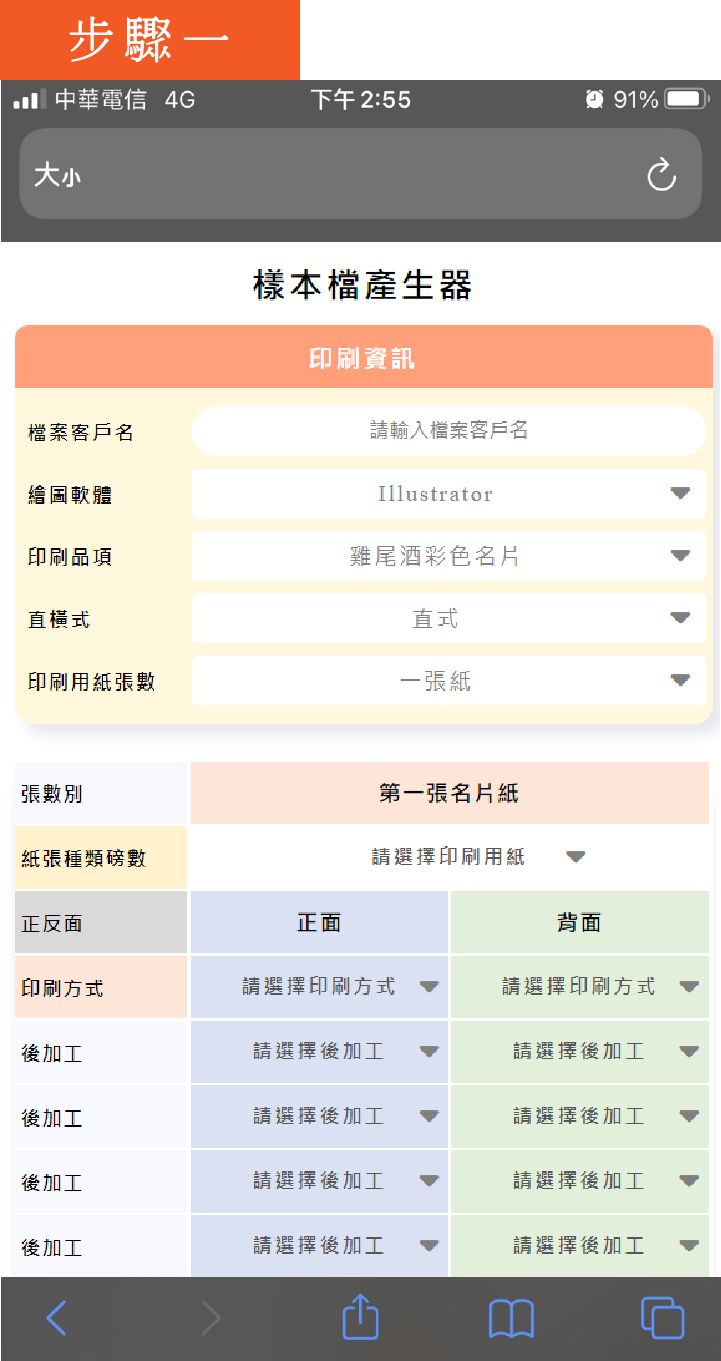 步驟一
中華電信 4G 下午2:55 91%
大小
樣本檔產生器
印刷資訊
檔案客戶名 請輸入檔案客戶名
繪圖軟體 Illustrator
印刷品項 雞尾酒彩色名片
直橫式 直式
印刷用紙張數 一張紙
張數別 第一張名片紙
紙張種類磅數 請選擇印刷用紙
正反面 正面 背面
印刷方式 請選擇印刷方式 請選擇印刷方式
後加工 請選擇後加工 請選擇後加工
後加工 請選擇後加工 請選擇後加工
後加工 請選擇後加工 請選擇後加工
後加工 請選擇後加工 請選擇後加工